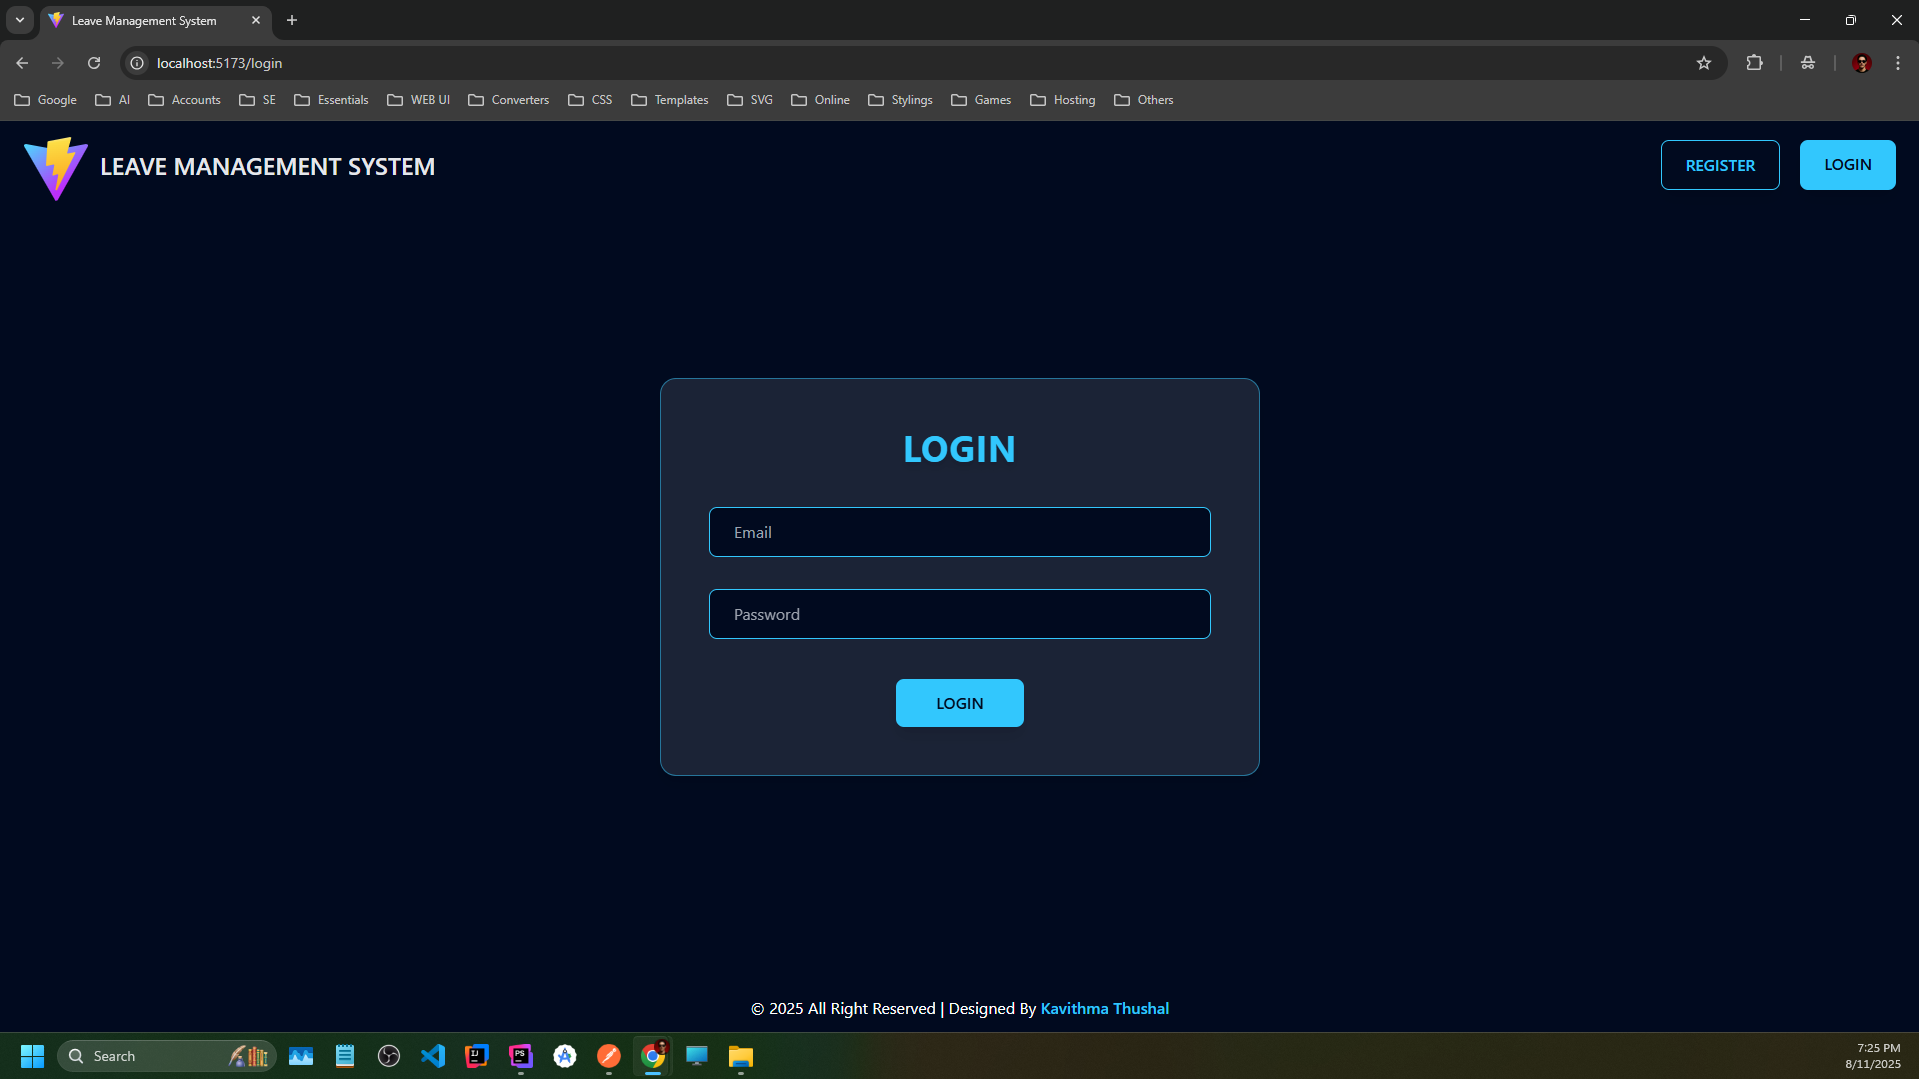 Leave Management System
localhost:5173/login
Google AI Accounts SE Essentials WEB UI Converters CSS Templates SVG Online Stylings Games Hosting Others
LEAVE MANAGEMENT SYSTEM
REGISTER
LOGIN
LOGIN
Email
Password
LOGIN
© 2025 All Right Reserved | Designed By Kavithma Thushal
Search
IJ
PS
7:25 PM
8/11/2025